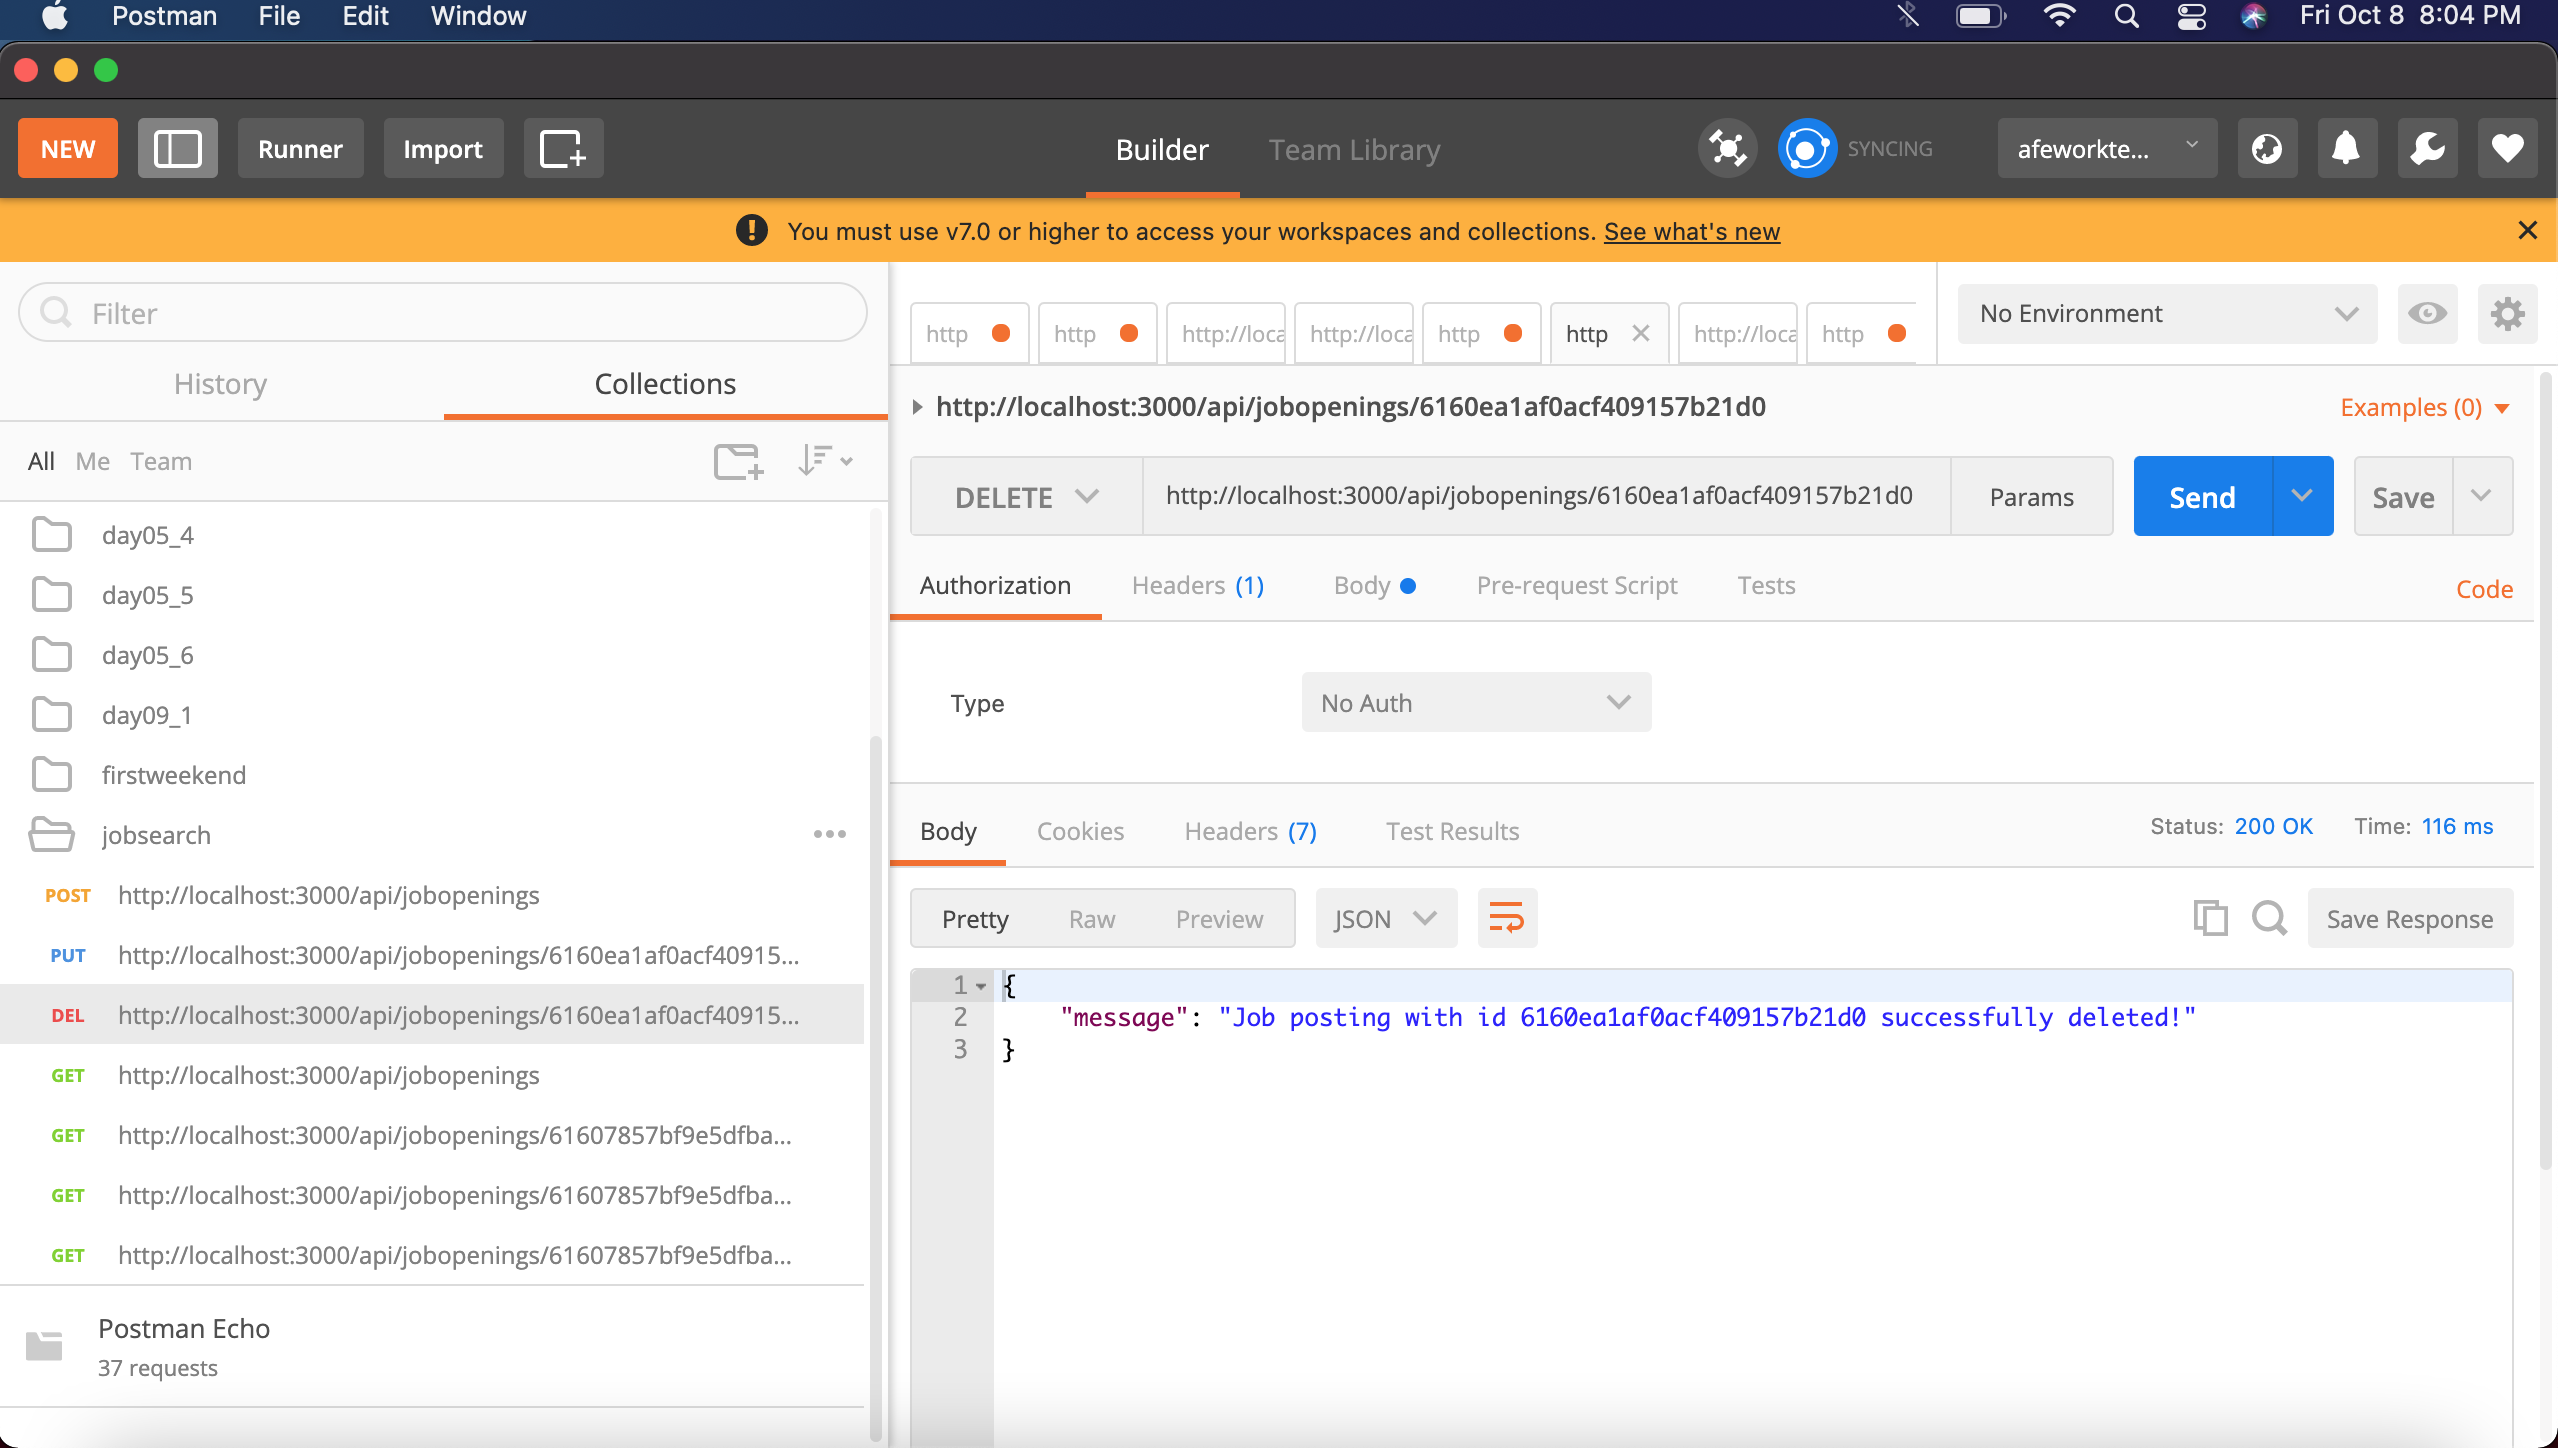 Postman File Edit Window Fri Oct 8 8:04 PM
NEW Runner Import Builder Team Library SYNCING afeworkte...
You must use v7.0 or higher to access your workspaces and collections. See what's new
Filter
History Collections
All Me Team
day05_4
day05_5
day05_6
day09_1
firstweekend
jobsearch
POST http://localhost:3000/api/jobopenings
PUT http://localhost:3000/api/jobopenings/6160ea1af0acf40915...
DEL http://localhost:3000/api/jobopenings/6160ea1af0acf40915...
GET http://localhost:3000/api/jobopenings
GET http://localhost:3000/api/jobopenings/61607857bf9e5dfba...
GET http://localhost:3000/api/jobopenings/61607857bf9e5dfba...
GET http://localhost:3000/api/jobopenings/61607857bf9e5dfba...
Postman Echo
37 requests
http http http://loca http://loca http http http://loca http
No Environment
http://localhost:3000/api/jobopenings/6160ea1af0acf409157b21d0
Examples (0)
DELETE http://localhost:3000/api/jobopenings/6160ea1af0acf409157b21d0 Params Send Save
Authorization Headers (1) Body Pre-request Script Tests Code
Type No Auth
Body Cookies Headers (7) Test Results Status: 200 OK Time: 116 ms
Pretty Raw Preview JSON Save Response
1 {
2 "message": "Job posting with id 6160ea1af0acf409157b21d0 successfully deleted!"
3 }